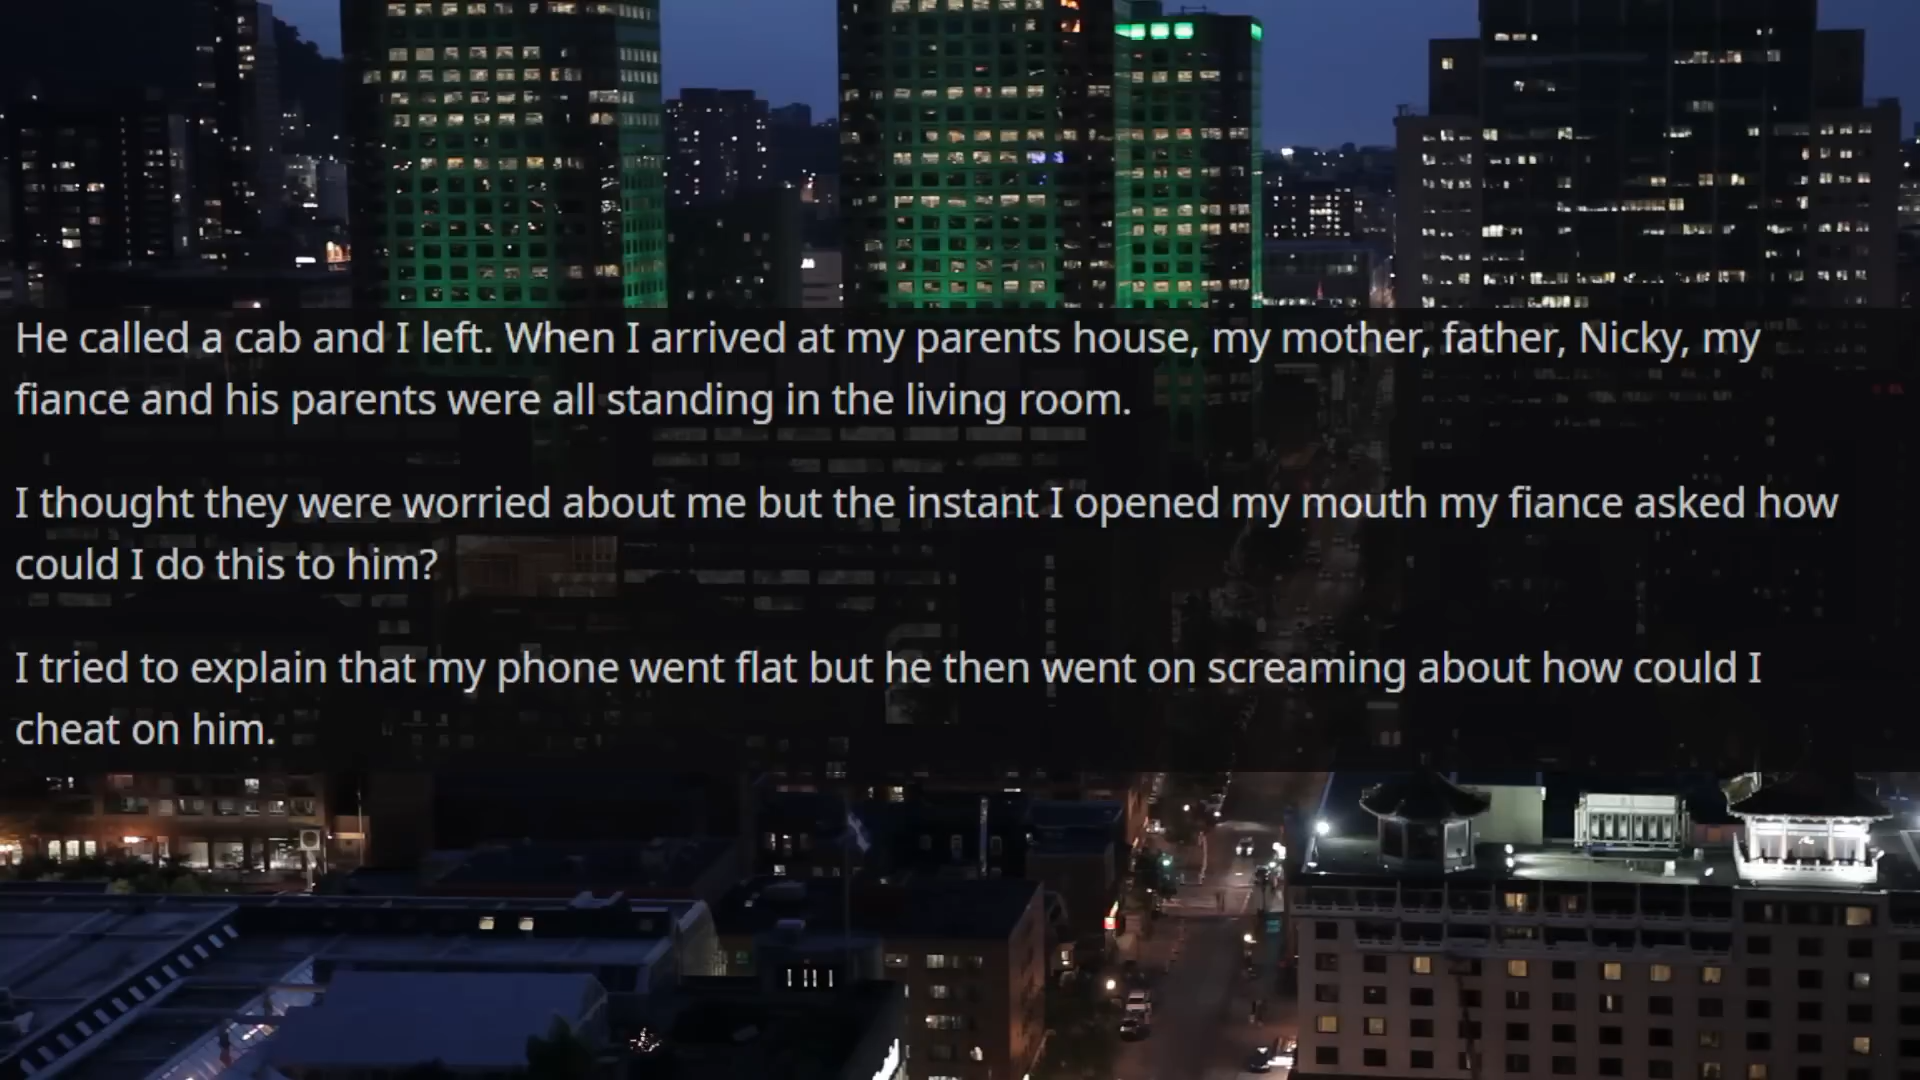 He called a cab and I left. When I arrived at my parents house, my mother, father, Nicky, my
fiance and his parents were all standing in the living room.
I thought they were worried about me but the instant I opened my mouth my fiance asked how
could I do this to him?
I tried to explain that my phone went flat but he then went on screaming about how could I
cheat on him.